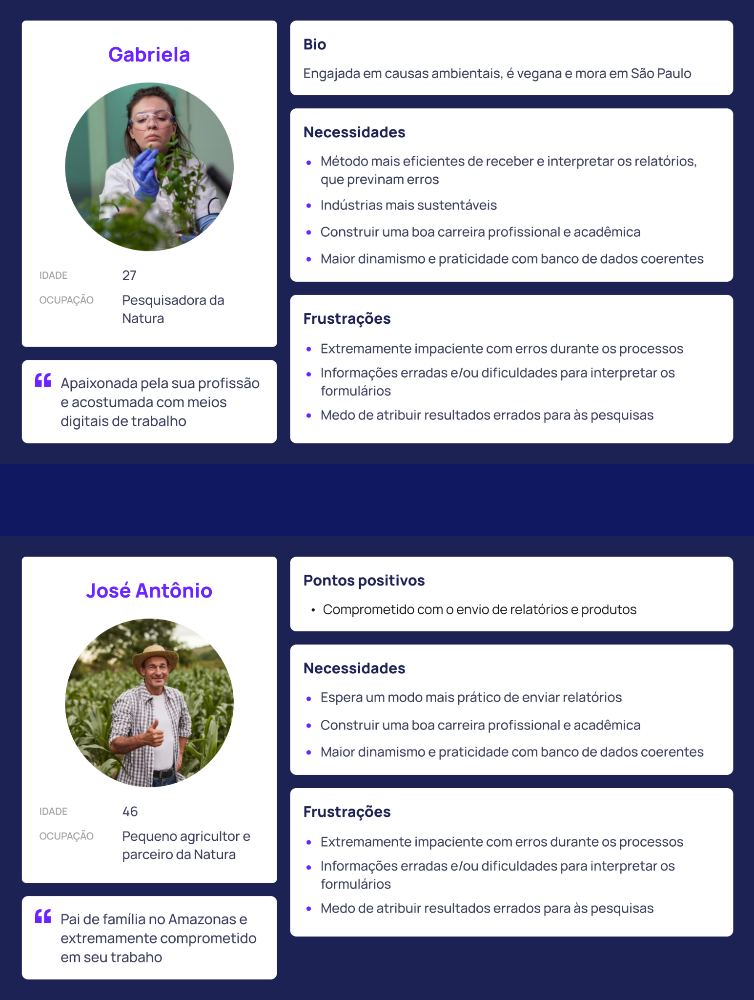 Gabriela
IDADE 27
OCUPAÇÃO Pesquisadora da
Natura
Apaixonada pela sua profissão
e acostumada com meios
digitais de trabalho
Bio
Engajada em causas ambientais, é vegana e mora em São Paulo
Necessidades
• Método mais eficientes de receber e interpretar os relatórios,
que previnam erros
• Indústrias mais sustentáveis
• Construir uma boa carreira profissional e acadêmica
• Maior dinamismo e praticidade com banco de dados coerentes
Frustrações
• Extremamente impaciente com erros durante os processos
• Informações erradas e/ou dificuldades para interpretar os
formulários
• Medo de atribuir resultados errados para às pesquisas
José Antônio
IDADE 46
OCUPAÇÃO Pequeno agricultor e
parceiro da Natura
Pai de família no Amazonas e
extremamente comprometido
em seu trabaho
Pontos positivos
• Comprometido com o envio de relatórios e produtos
Necessidades
• Espera um modo mais prático de enviar relatórios
• Construir uma boa carreira profissional e acadêmica
• Maior dinamismo e praticidade com banco de dados coerentes
Frustrações
• Extremamente impaciente com erros durante os processos
• Informações erradas e/ou dificuldades para interpretar os
formulários
• Medo de atribuir resultados errados para às pesquisas